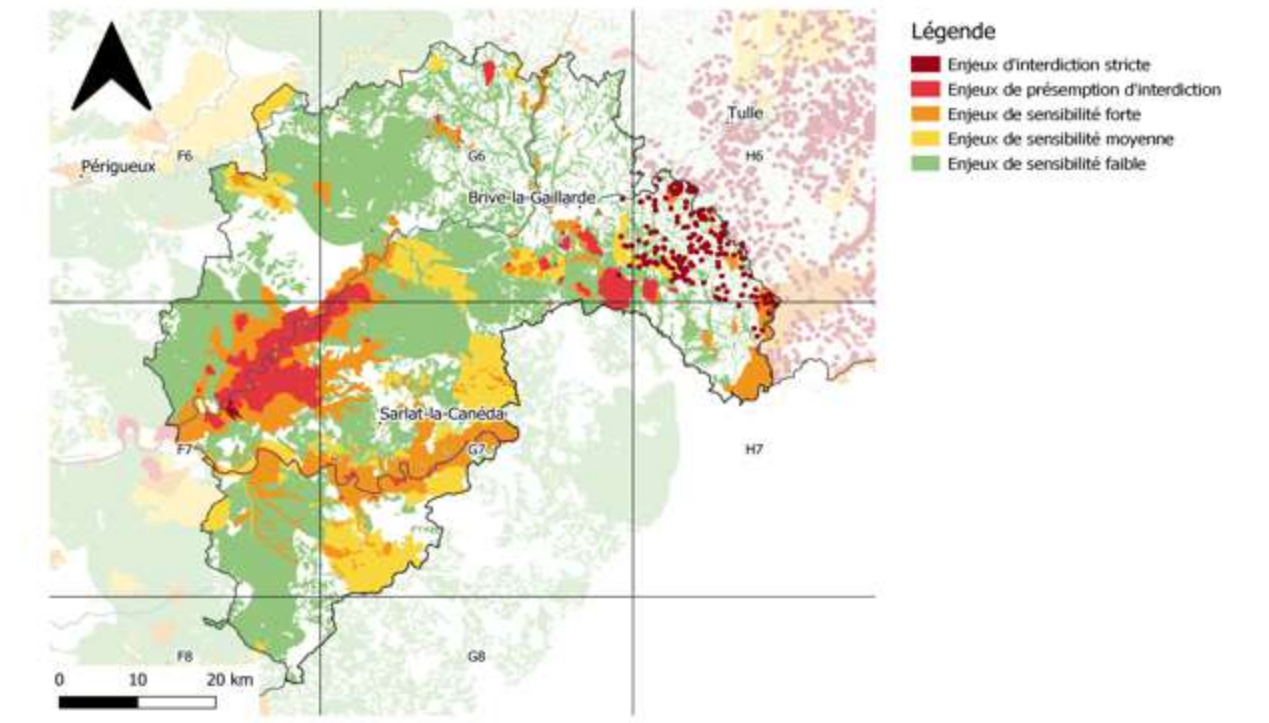 Légende
Enjeux d'interdiction stricte
Enjeux de présemption d'interdiction
Enjeux de sensibilité forte
Enjeux de sensibilité moyenne
Enjeux de sensibilité faible
Tulle
Périgueux
F6
G6
H6
Brive-la-Gaillarde
Sarlat-la-Canéda
F7
G7
H7
F8
G8
0 10 20 km